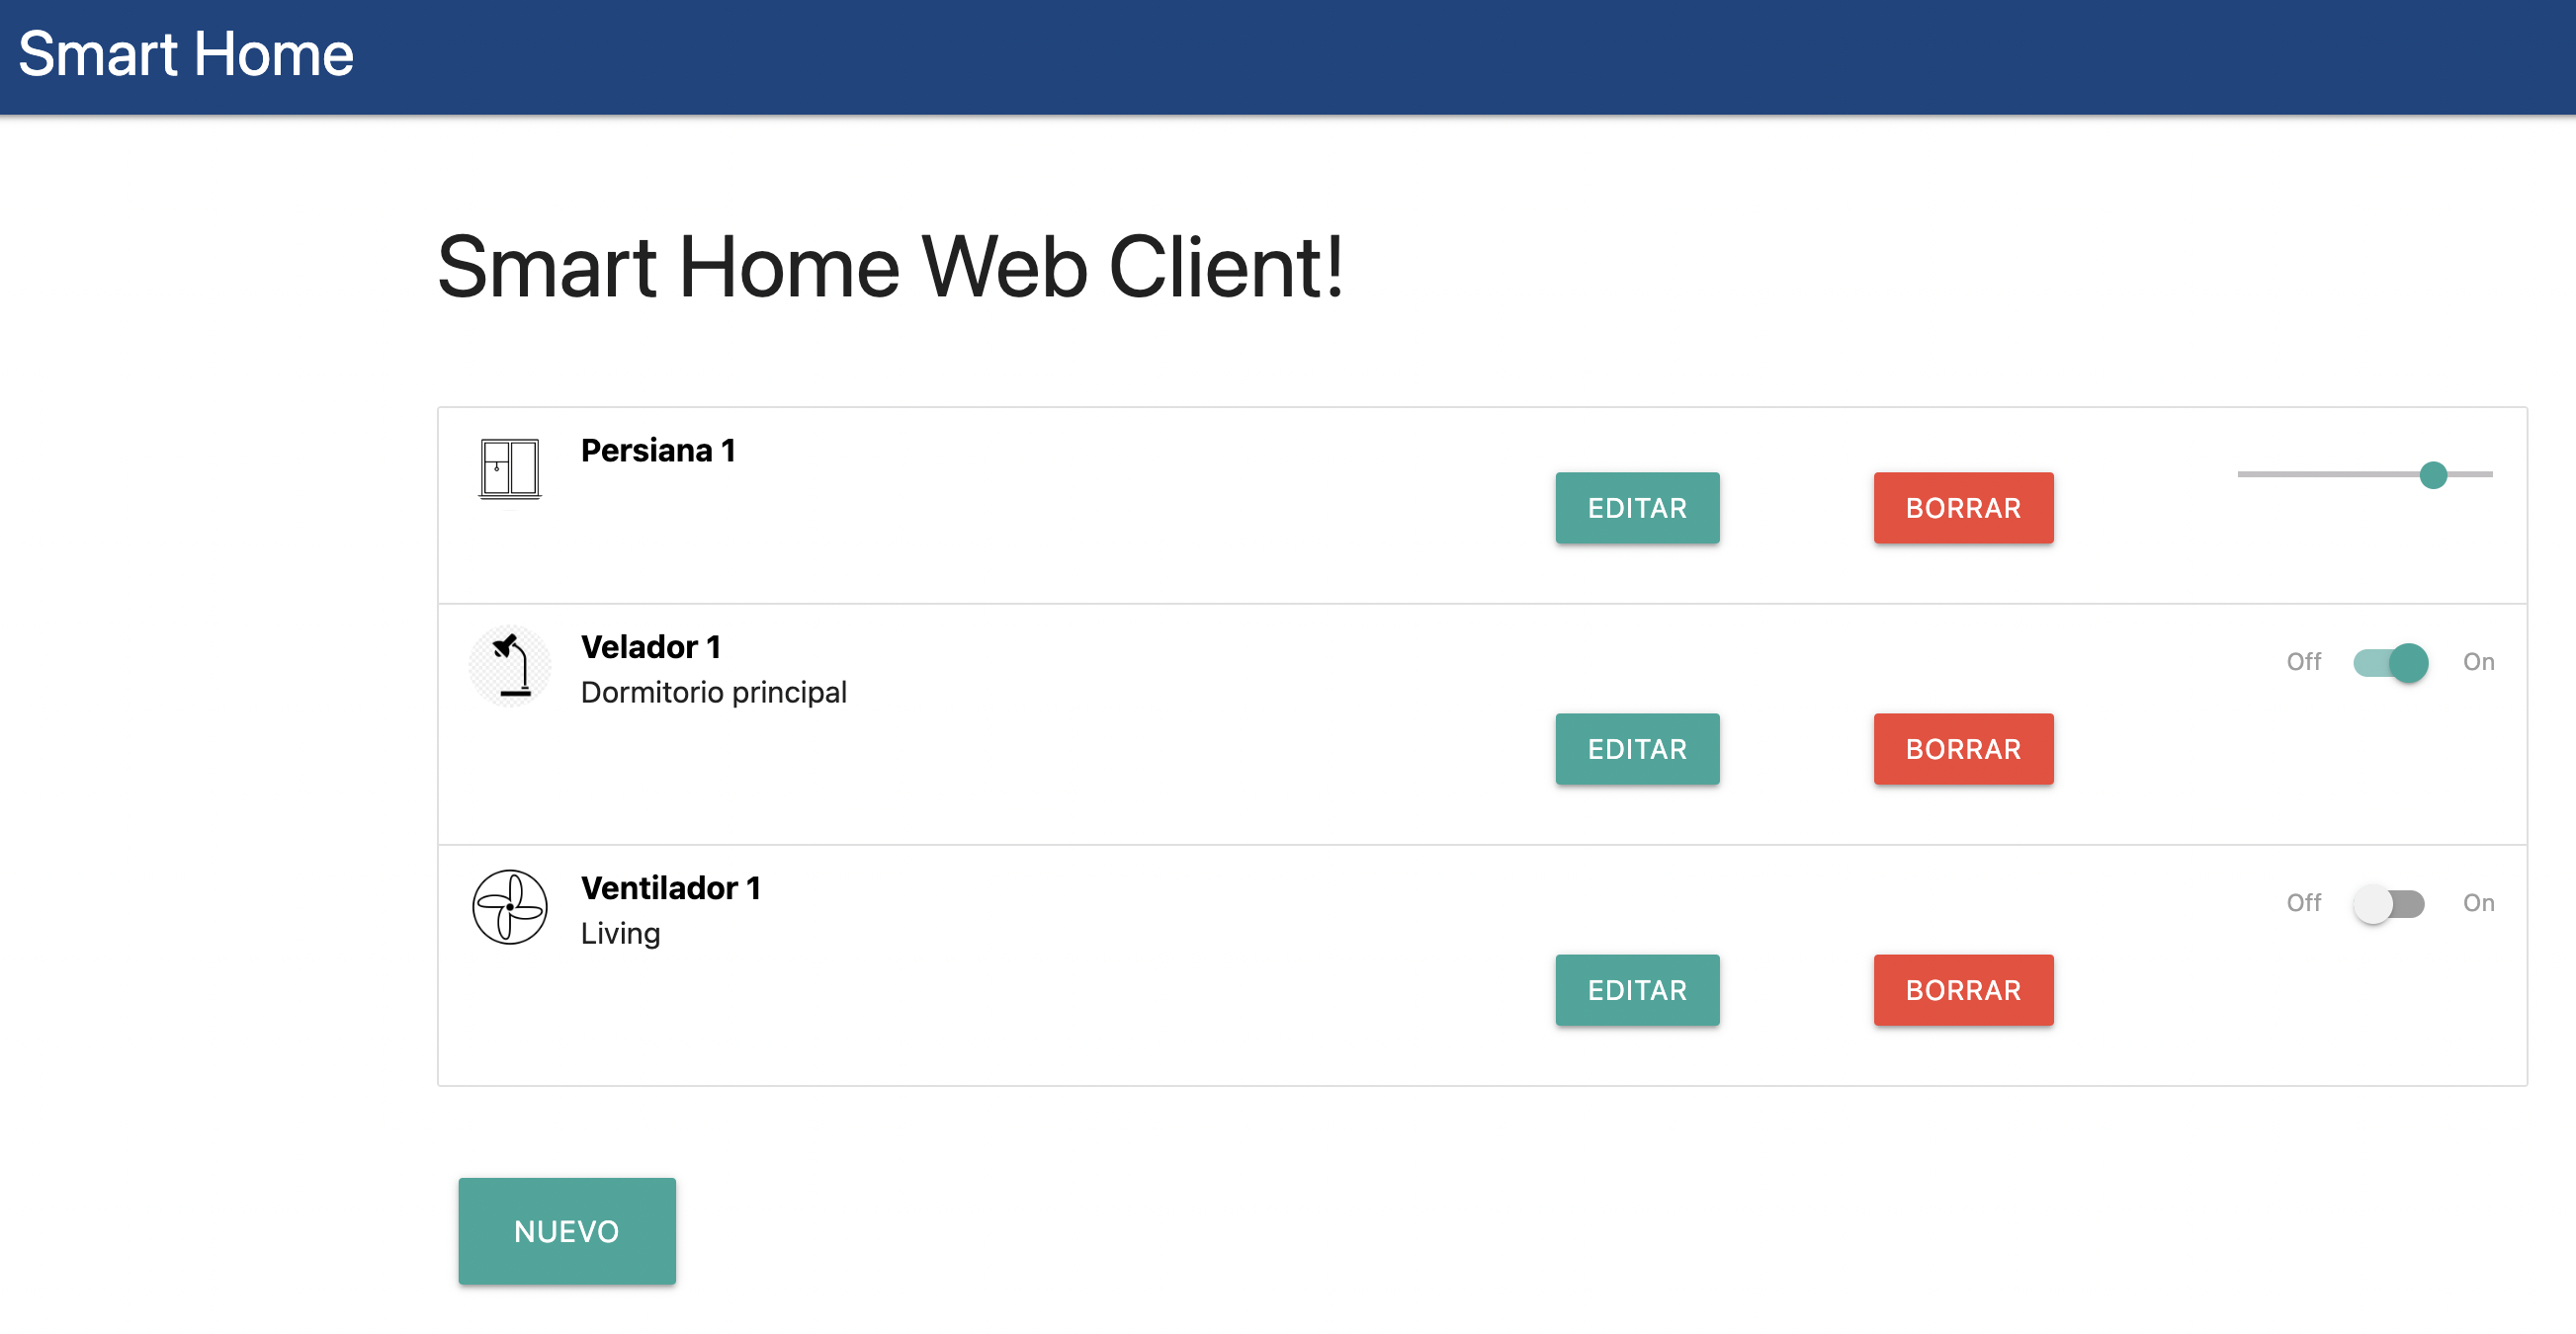 Smart Home
Smart Home Web Client!
Persiana 1
EDITAR
BORRAR
Velador 1
Dormitorio principal
EDITAR
BORRAR
Off
On
Ventilador 1
Living
EDITAR
BORRAR
Off
On
NUEVO